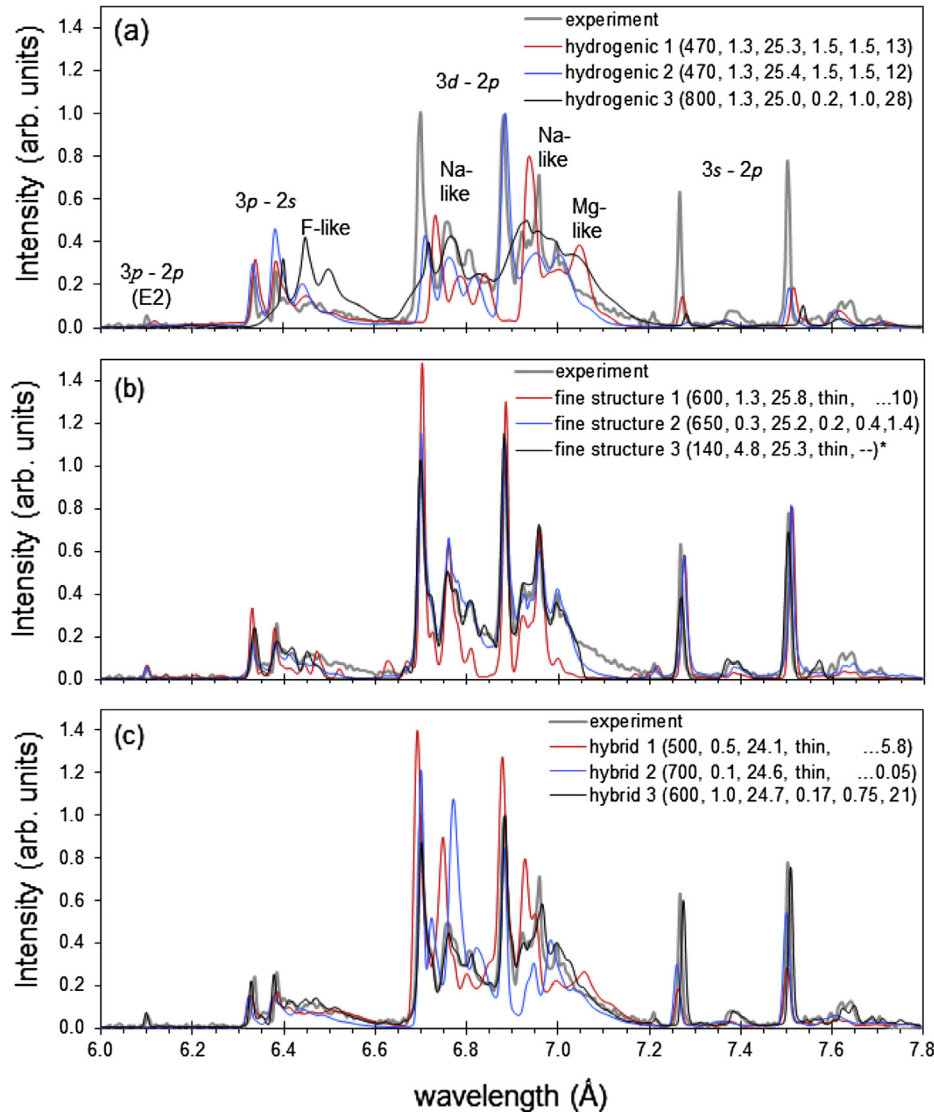 (a)
experiment
hydrogenic 1 (470, 1.3, 25.3, 1.5, 1.5, 13)
hydrogenic 2 (470, 1.3, 25.4, 1.5, 1.5, 12)
hydrogenic 3 (800, 1.3, 25.0, 0.2, 1.0, 28)
3d - 2p
Na-
like
Na-
like
Mg-
like
3s - 2p
3p - 2s
F-like
3p - 2p
(E2)
Intensity (arb. units)
1.4
1.2
1.0
0.8
0.6
0.4
0.2
0.0
(b)
experiment
fine structure 1 (600, 1.3, 25.8, thin, ...10)
fine structure 2 (650, 0.3, 25.2, 0.2, 0.4,1.4)
fine structure 3 (140, 4.8, 25.3, thin, --)*
Intensity (arb. units)
1.4
1.2
1.0
0.8
0.6
0.4
0.2
0.0
(c)
experiment
hybrid 1 (500, 0.5, 24.1, thin, ...5.8)
hybrid 2 (700, 0.1, 24.6, thin, ...0.05)
hybrid 3 (600, 1.0, 24.7, 0.17, 0.75, 21)
Intensity (arb. units)
1.4
1.2
1.0
0.8
0.6
0.4
0.2
0.0
6.0 6.2 6.4 6.6 6.8 7.0 7.2 7.4 7.6 7.8
wavelength (Å)